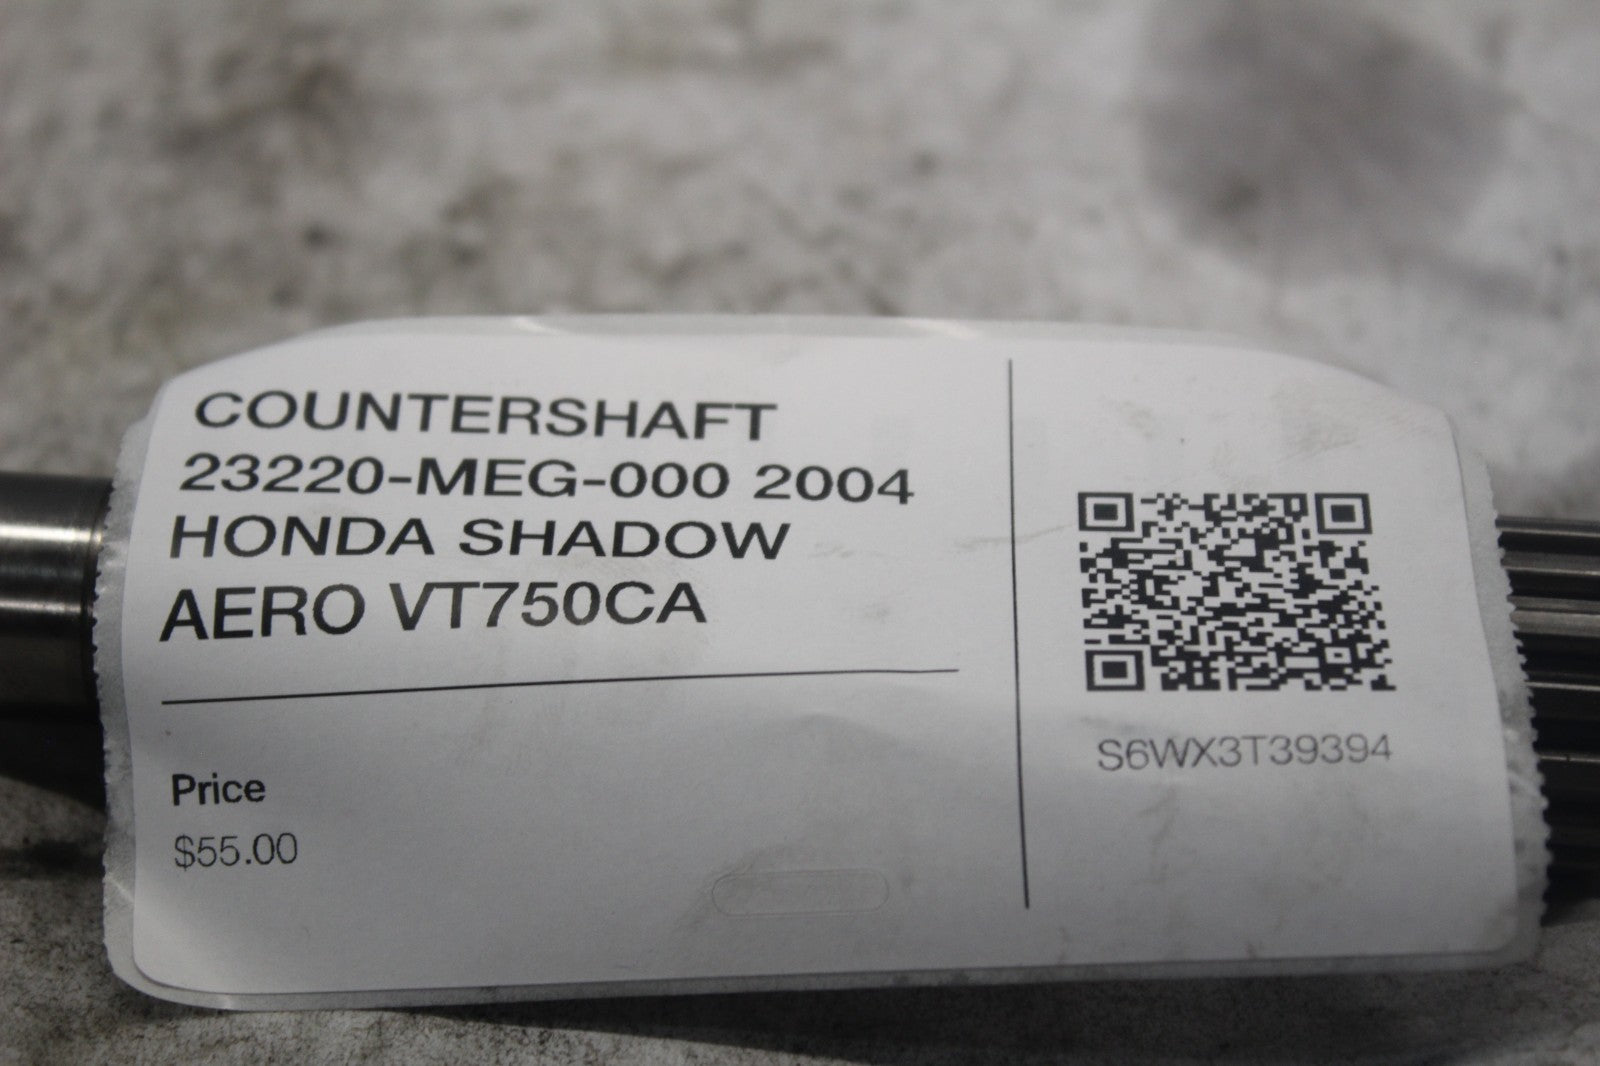 COUNTERSHAFT
23220-MEG-000 2004
HONDA SHADOW
AERO VT750CA
Price
$55.00
S6WX3T39394